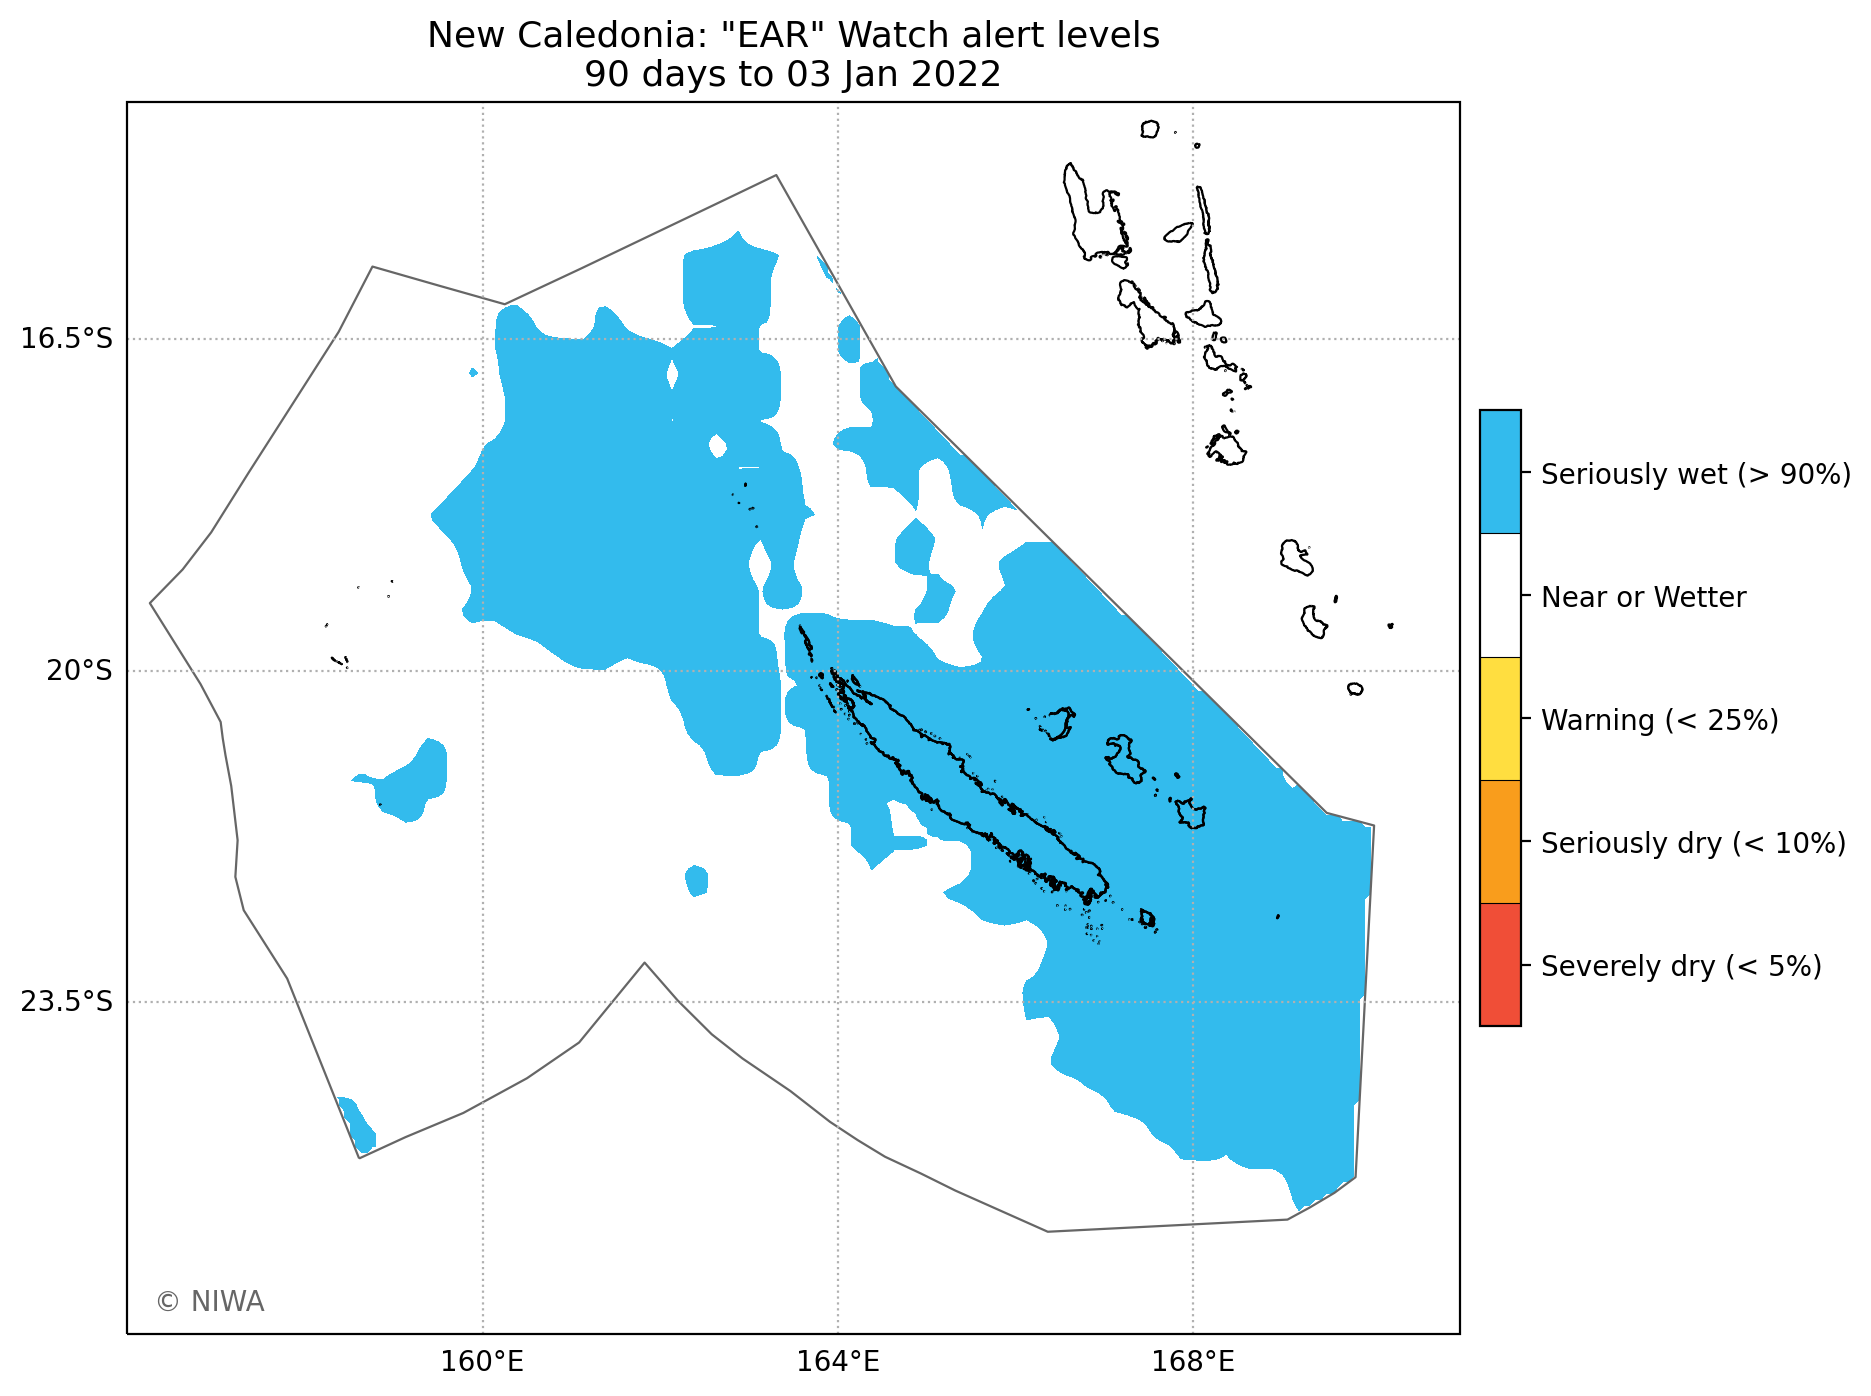 New Caledonia: "EAR" Watch alert levels
90 days to 03 Jan 2022
16.5°S
20°S
23.5°S
160°E
164°E
168°E
Seriously wet (> 90%)
Near or Wetter
Warning (< 25%)
Seriously dry (< 10%)
Severely dry (< 5%)
© NIWA